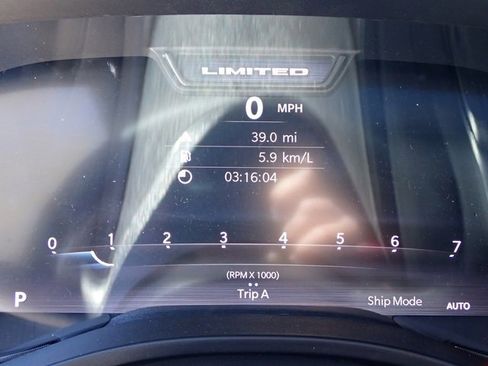 LIMITED
0 MPH
39.0 mi
5.9 km/L
03:16:04
0 1 2 3 4 5 6 7
(RPM X 1000)
P Trip A Ship Mode AUTO